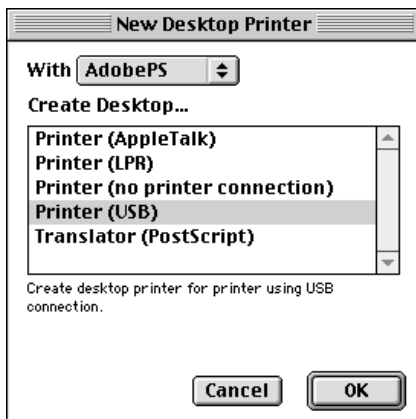 New Desktop Printer
With AdobePS
Create Desktop...
Printer (AppleTalk)
Printer (LPR)
Printer (no printer connection)
Printer (USB)
Translator (PostScript)
Create desktop printer for printer using USB
connection.
Cancel OK